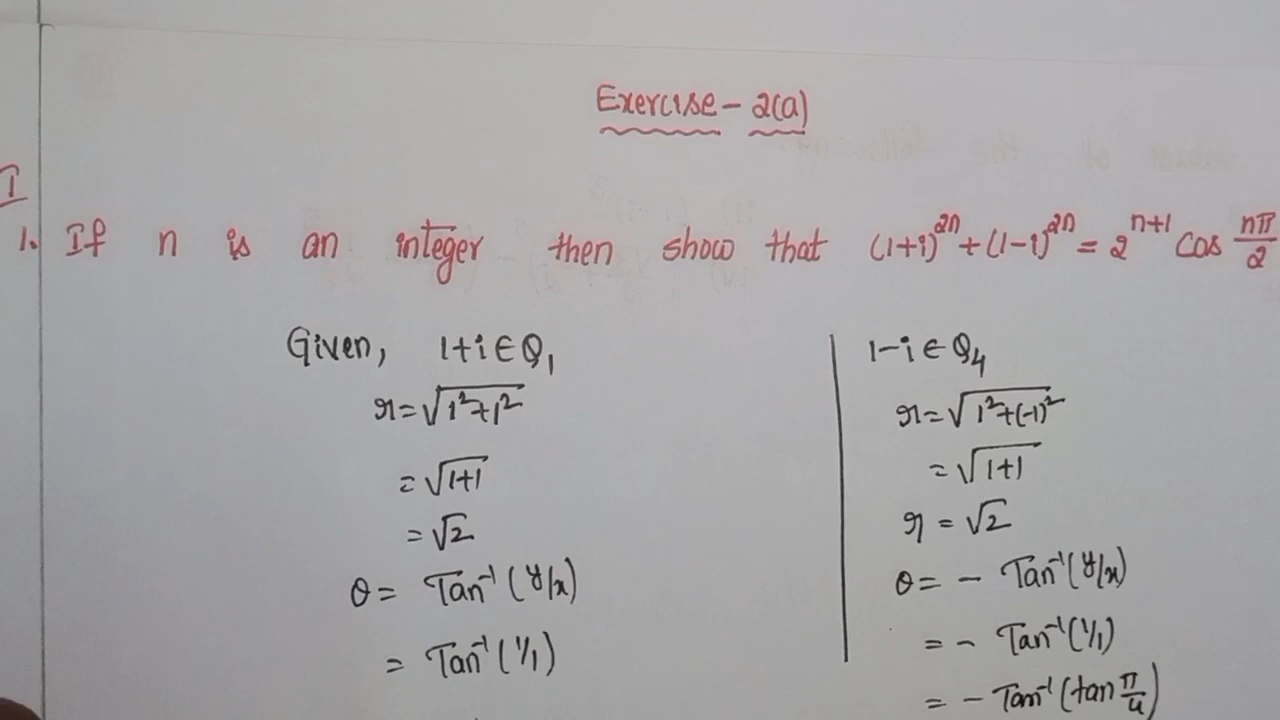 Exercise - 2(a)
I
1. If n is an integer then show that (1+i)^2n + (1-i)^2n = 2^n+1 cos nπ/2
Given, 1+i ∈ Q₁
r = √1²+1²
= √1+1
= √2
θ = Tan⁻¹ (y/x)
= Tan⁻¹ (1/1)
1-i ∈ Q₄
r = √1²+(-1)²
= √1+1
r = √2
θ = - Tan⁻¹ (y/x)
= - Tan⁻¹ (1/1)
= - Tan⁻¹ (tan π/4)